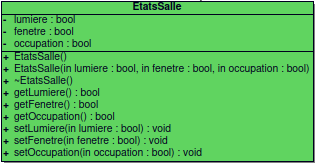 EtatsSalle
- lumiere : bool
- fenetre : bool
- occupation : bool
+ EtatsSalle()
+ EtatsSalle(in lumiere : bool, in fenetre : bool, in occupation : bool)
+ ~EtatsSalle()
+ getLumiere() : bool
+ getFenetre() : bool
+ getOccupation() : bool
+ setLumiere(in lumiere : bool) : void
+ setFenetre(in fenetre : bool) : void
+ setOccupation(in occupation : bool) : void